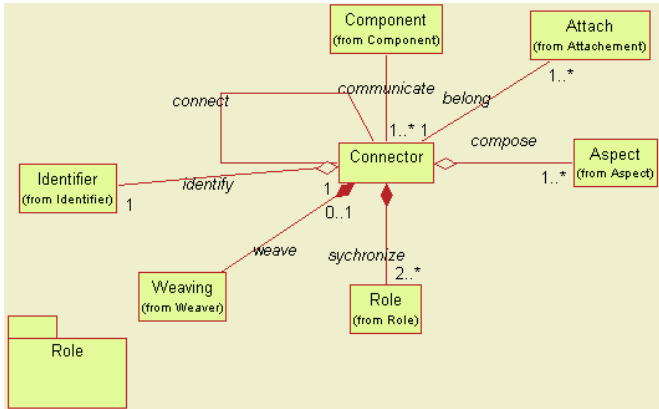 Component
(from Component)
Attach
(from Attachement)
1..*
communicate
connect
belong
1..* 1
compose
Connector
Aspect
(from Aspect)
1..*
Identifier
(from Identifier)
identify
1
1
0..1
weave
sychronize
2..*
Weaving
(from Weaver)
Role
(from Role)
Role